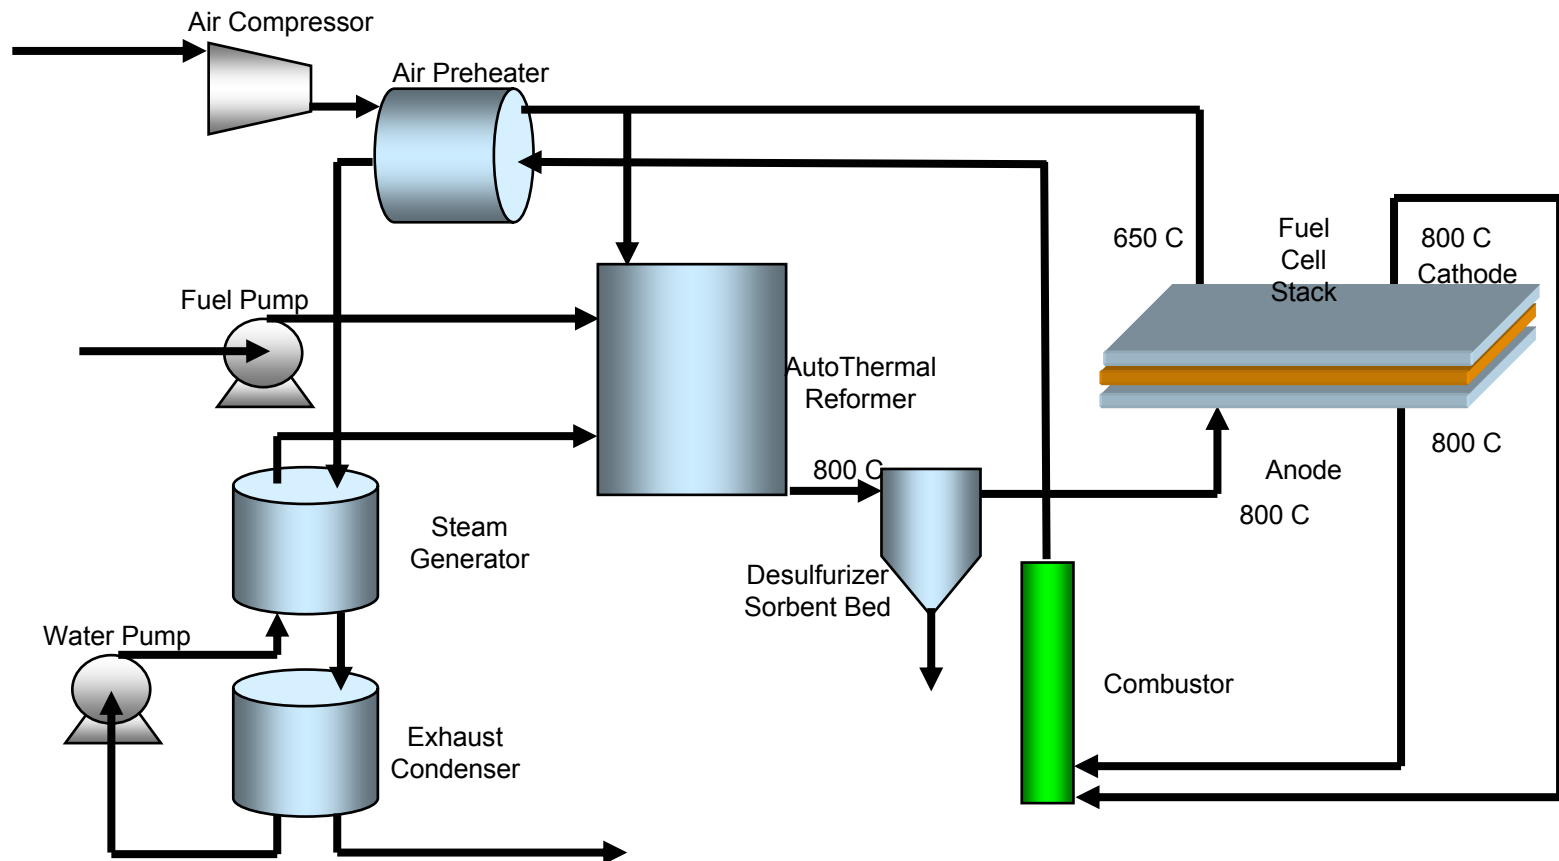 Air Compressor
Air Preheater
650 C
Fuel
Cell
Stack
800 C
Cathode
Fuel Pump
AutoThermal
Reformer
800 C
800 C
Anode
800 C
Steam
Generator
Desulfurizer
Sorbent Bed
Water Pump
Combustor
Exhaust
Condenser